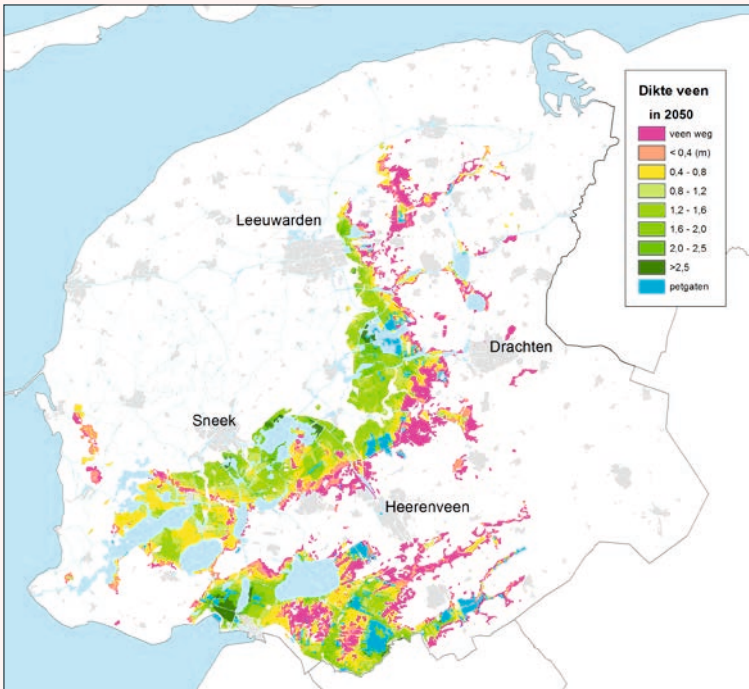 Dikte veen
in 2050
veen weg
< 0,4 (m)
0.4 - 0,8
0.8 - 1,2
1,2 - 1,6
1.6 - 2,0
2.0 - 2,5
>2,5
petgaten
Leeuwarden
Drachten
Sneek
Heerenveen